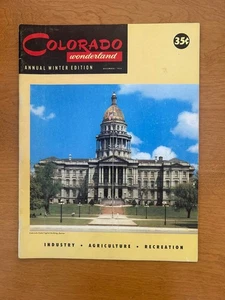 COLORADO
wonderland
35¢
ANNUAL WINTER EDITION
INDUSTRY • AGRICULTURE • RECREATION